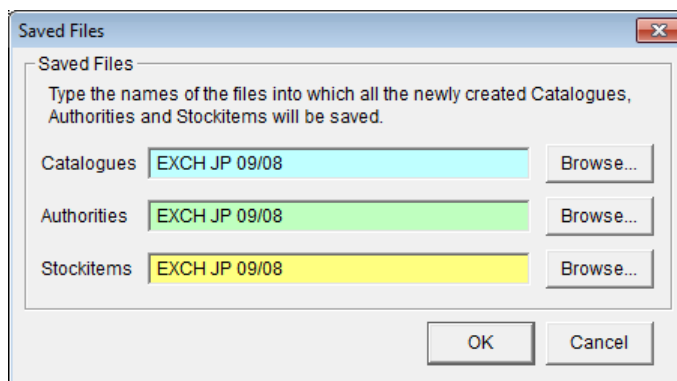 Saved Files
Saved Files
Type the names of the files into which all the newly created Catalogues,
Authorities and Stockitems will be saved.
Catalogues EXCH JP 09/08 Browse...
Authorities EXCH JP 09/08 Browse...
Stockitems EXCH JP 09/08 Browse...
OK Cancel